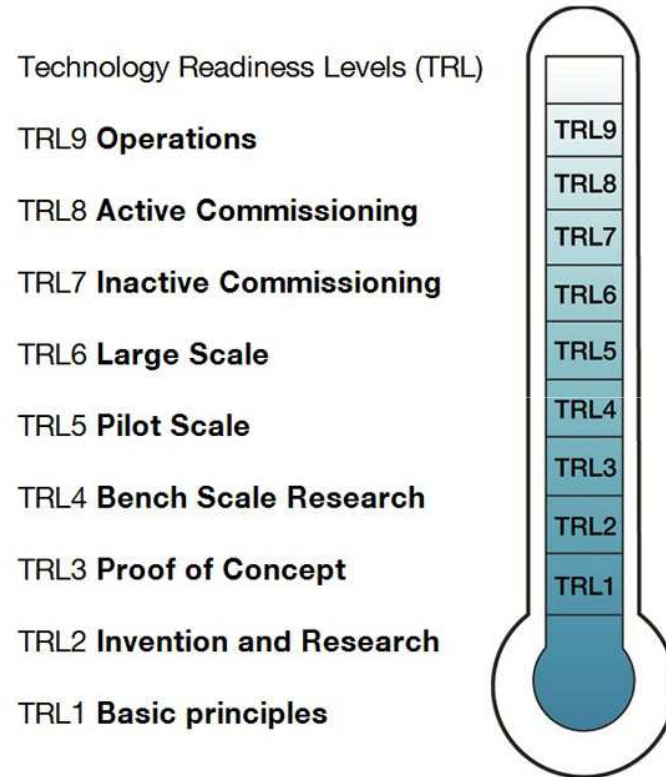 Technology Readiness Levels (TRL)
TRL9 Operations
TRL8 Active Commissioning
TRL7 Inactive Commissioning
TRL6 Large Scale
TRL5 Pilot Scale
TRL4 Bench Scale Research
TRL3 Proof of Concept
TRL2 Invention and Research
TRL1 Basic principles
TRL9
TRL8
TRL7
TRL6
TRL5
TRL4
TRL3
TRL2
TRL1